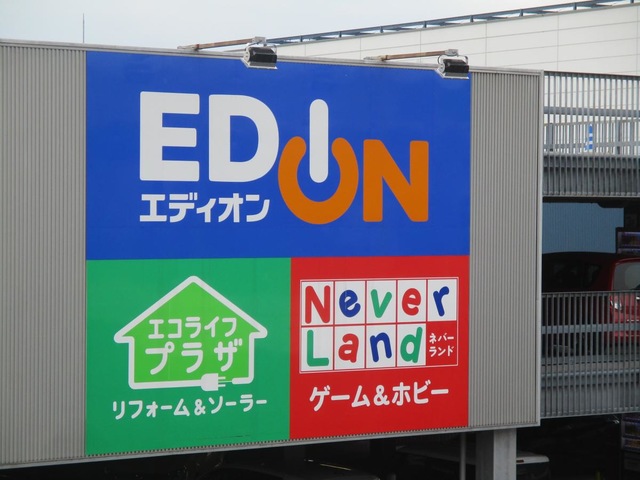 EDION
エディオン
エコライフ
プラザ
リフォーム&ソーラー
Never
Land
ネバー
ランド
ゲーム&ホビー